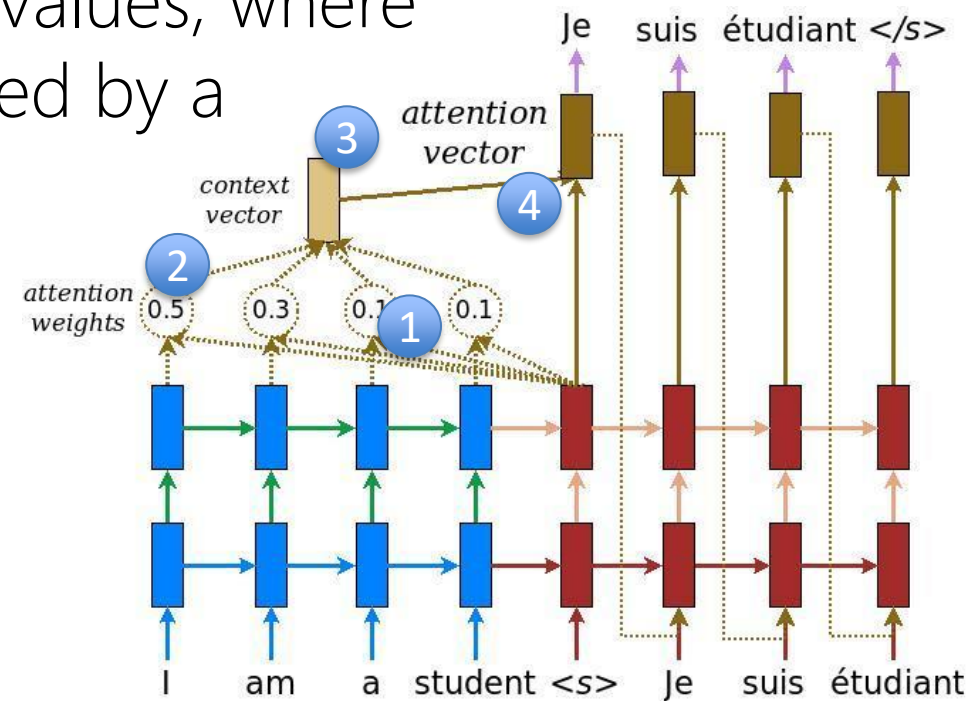 values, where
ed by a
Je suis étudiant </s>
attention
vector
3
context
vector
4
2
attention
weights
0.5 0.3 0.1 0.1
1
I am a student <s> Je suis étudiant